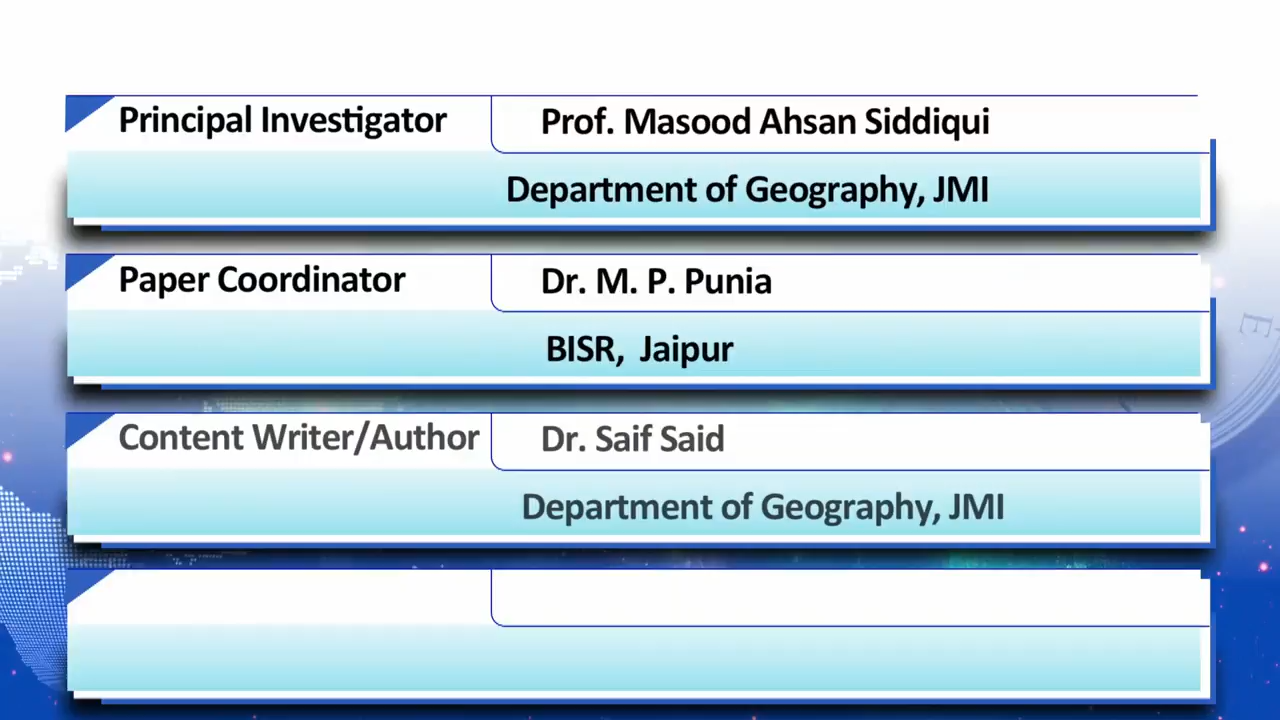 Principal Investigator Prof. Masood Ahsan Siddiqui
Department of Geography, JMI
Paper Coordinator Dr. M. P. Punia
BISR, Jaipur
Content Writer/Author Dr. Saif Said
Department of Geography, JMI